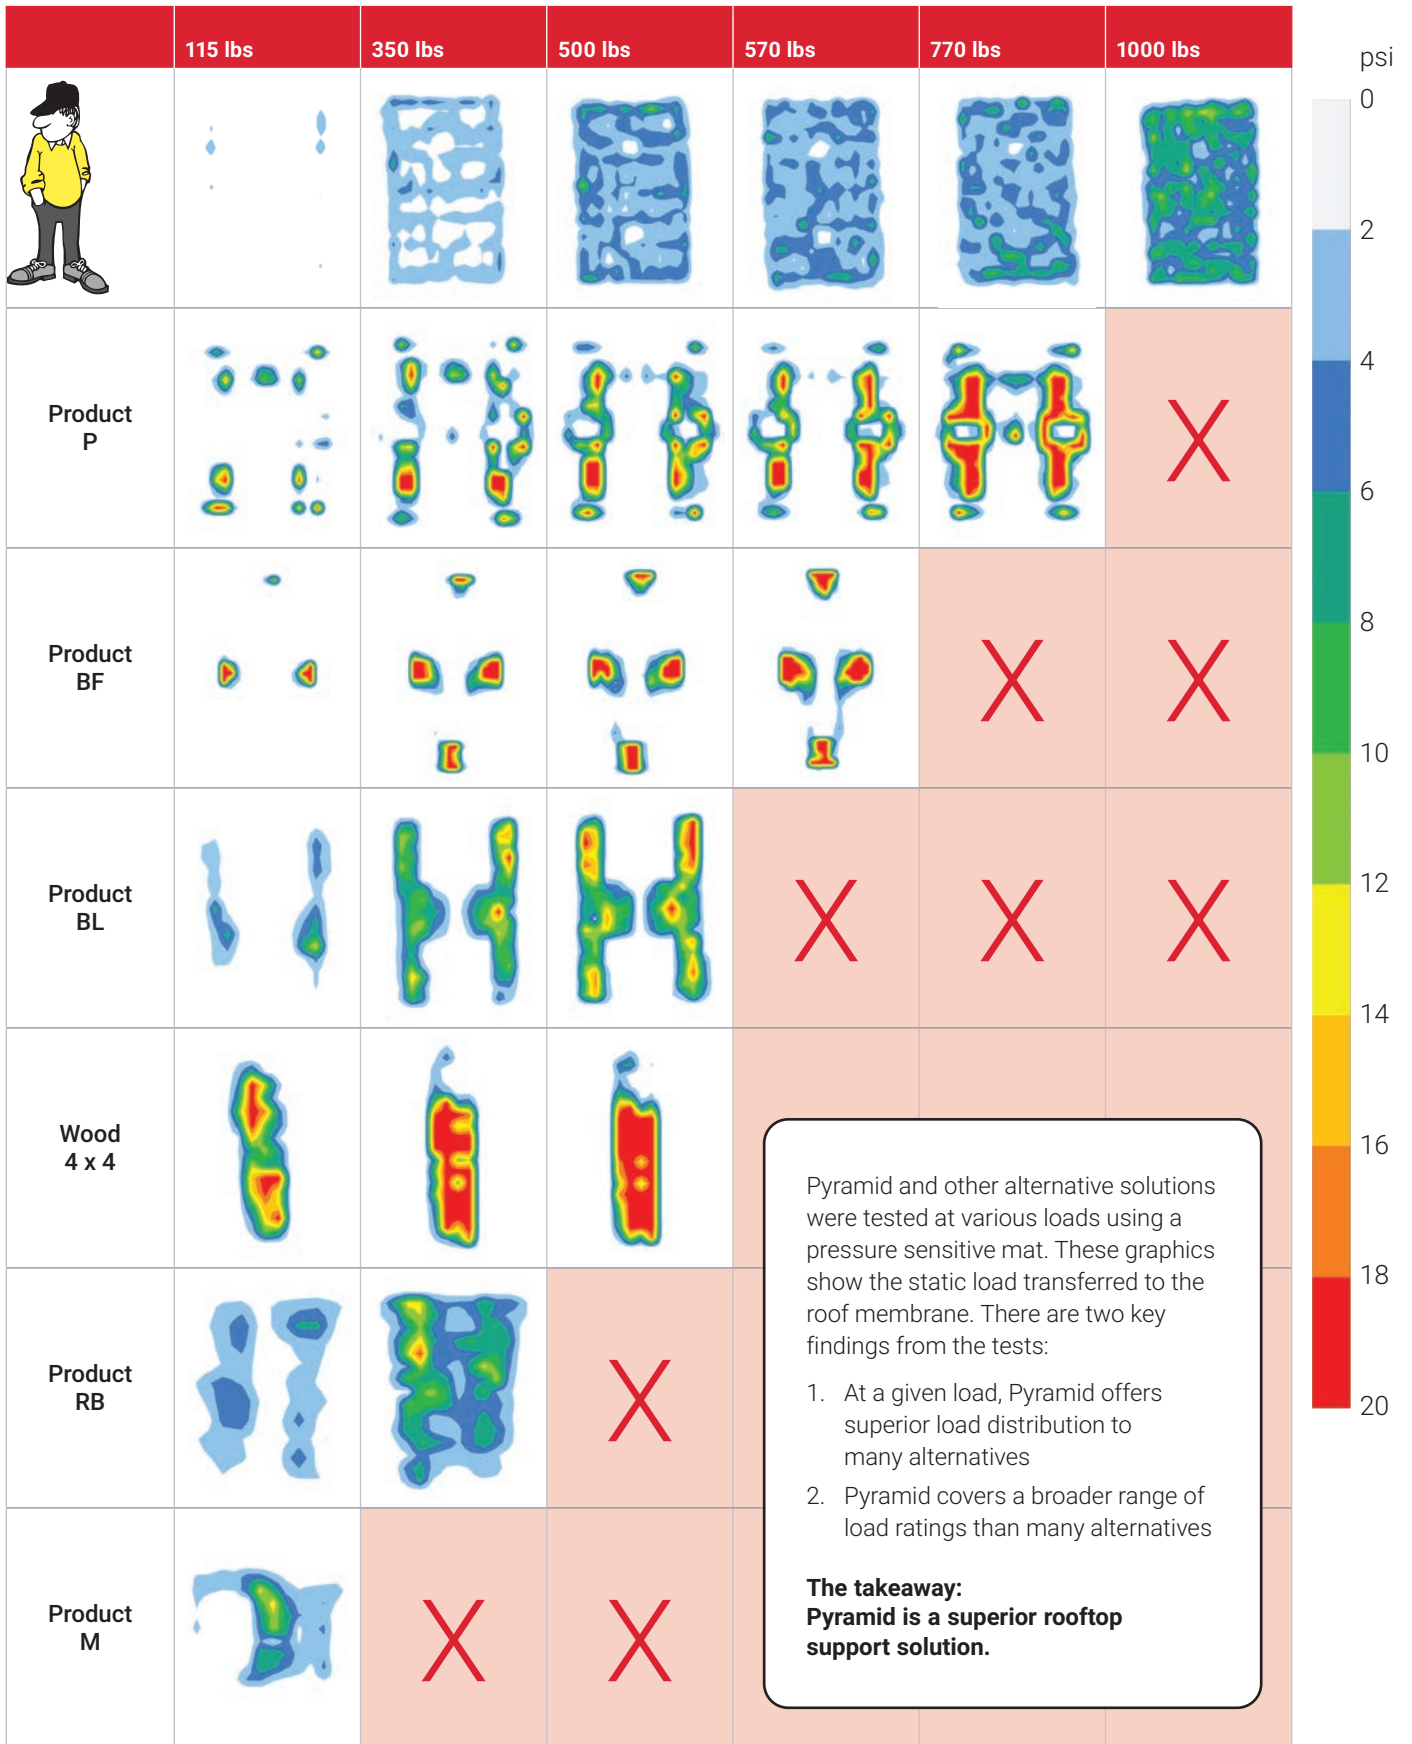 115 lbs 350 lbs 500 lbs 570 lbs 770 lbs 1000 lbs
psi
0
2
4
6
8
10
12
14
16
18
20
Product
P
X
Product
BF
X X
Product
BL
X X X
Wood
4 x 4
Product
RB
X
Product
M
X X
Pyramid and other alternative solutions
were tested at various loads using a
pressure sensitive mat. These graphics
show the static load transferred to the
roof membrane. There are two key
findings from the tests:
1. At a given load, Pyramid offers
superior load distribution to
many alternatives
2. Pyramid covers a broader range of
load ratings than many alternatives
The takeaway:
Pyramid is a superior rooftop
support solution.